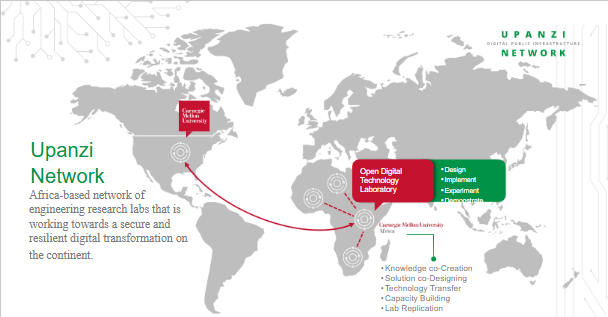 UPANZI
DIGITAL PUBLIC INFRASTRUCTURE
NETWORK
Carnegie
Mellon
University
Upanzi
Network
Africa-based network of
engineering research labs that is
working towards a secure and
resilient digital transformation on
the continent.
Open Digital
Technology
Laboratory
• Design
• Implement
• Experiment
• Demonstrate
Carnegie Mellon University
Africa
• Knowledge co-Creation
• Solution co-Designing
• Technology Transfer
• Capacity Building
• Lab Replication